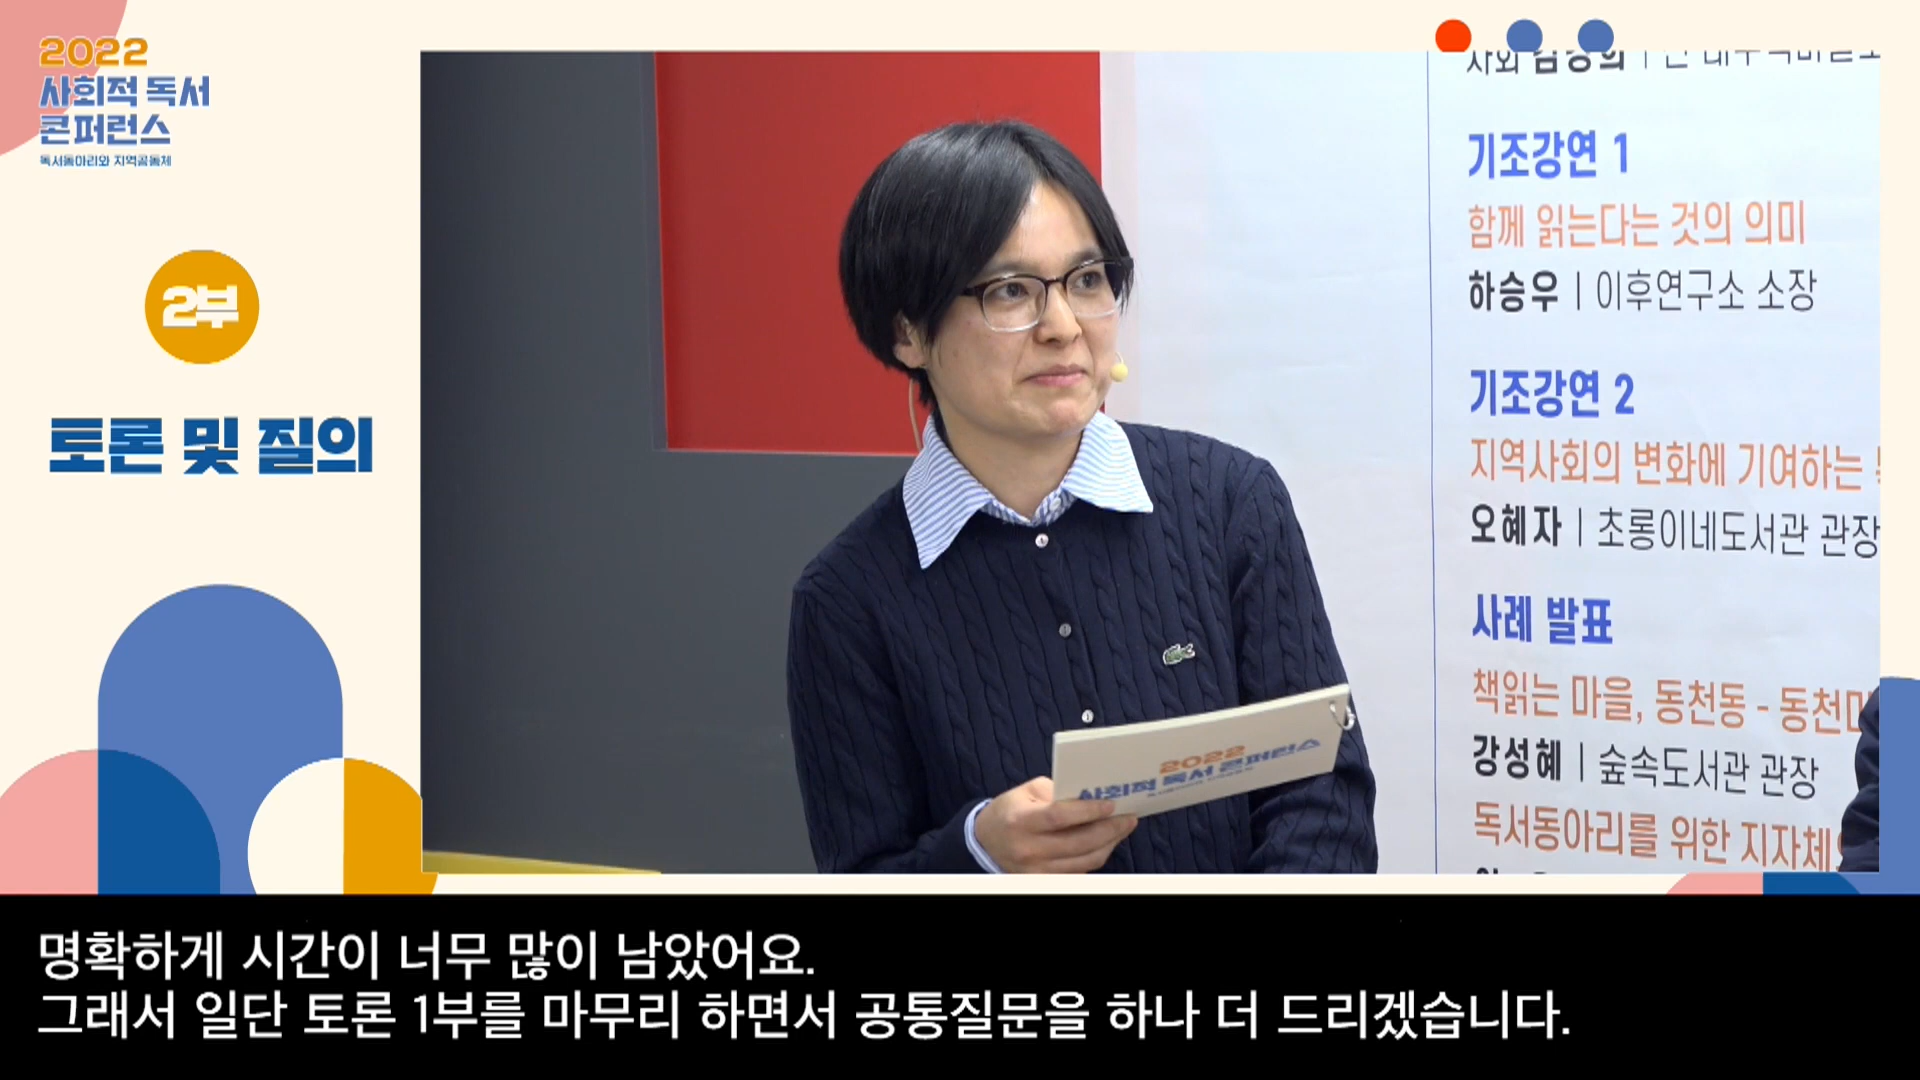 2022
사회적 독서
콘퍼런스
독서동아리와 지역공동체
2부
토론 및 질의
사회
기조강연 1
함께 읽는다는 것의 의미
하승우 | 이후연구소 소장
기조강연 2
지역사회의 변화에 기여하는
오혜자 | 초롱이네도서관 관장
사례 발표
책읽는 마을, 동천동 - 동천마
강성혜 | 숲속도서관 관장
독서동아리를 위한 지자체의
2022
사회적 독서 콘퍼런스
명확하게 시간이 너무 많이 남았어요.
그래서 일단 토론 1부를 마무리 하면서 공통질문을 하나 더 드리겠습니다.